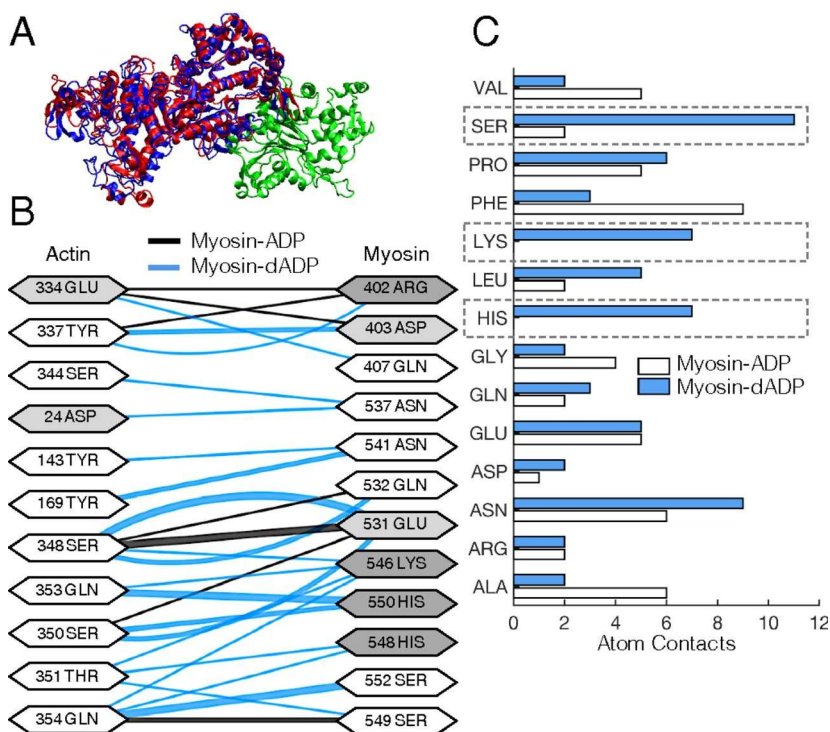 A
B
Actin
Myosin-ADP
Myosin-dADP
Myosin
334 GLU
402 ARG
337 TYR
403 ASP
344 SER
407 GLN
24 ASP
537 ASN
143 TYR
541 ASN
169 TYR
532 GLN
348 SER
531 GLU
353 GLN
546 LYS
350 SER
550 HIS
351 THR
548 HIS
354 GLN
552 SER
549 SER
C
VAL
SER
PRO
PHE
LYS
LEU
HIS
GLY
GLN
GLU
ASP
ASN
ARG
ALA
Myosin-ADP
Myosin-dADP
0 2 4 6 8 10 12
Atom Contacts